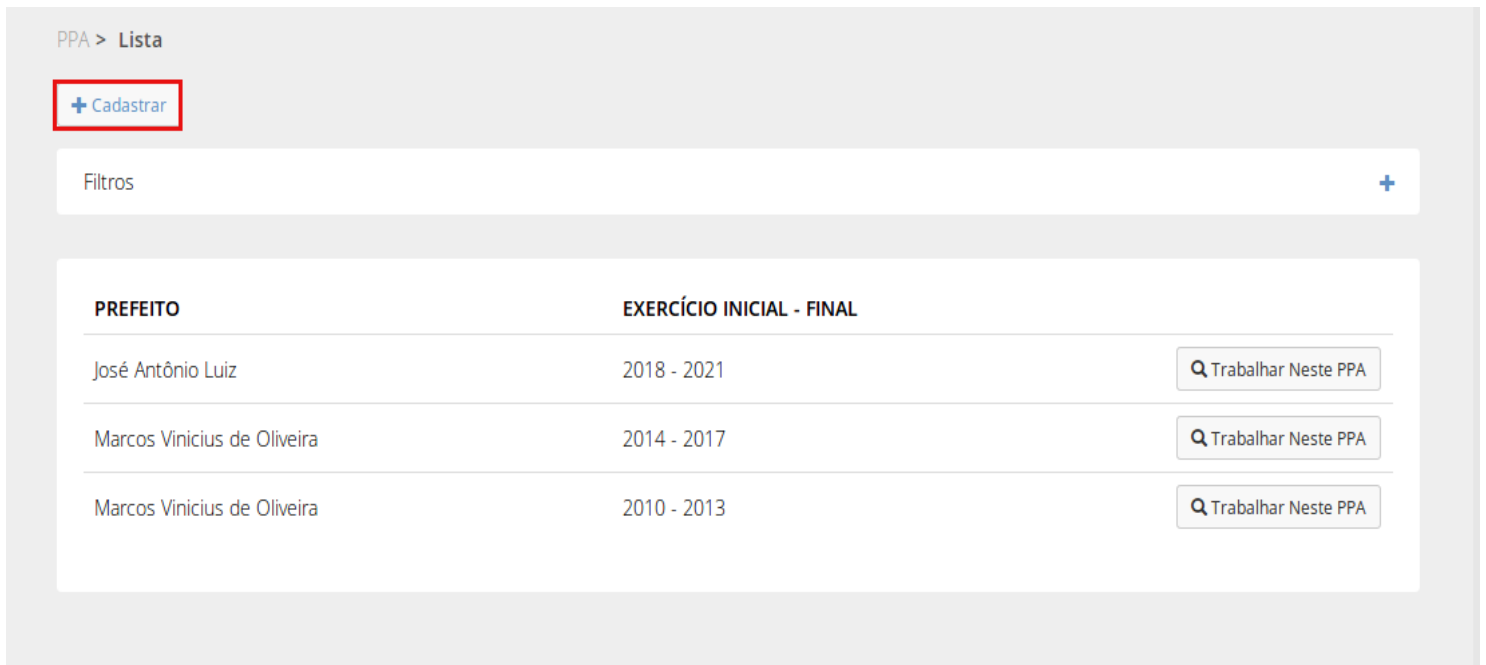 PPA > Lista
+ Cadastrar
Filtros +
PREFEITO EXERCÍCIO INICIAL - FINAL
José Antônio Luiz 2018 - 2021 Trabalhar Neste PPA
Marcos Vinicius de Oliveira 2014 - 2017 Trabalhar Neste PPA
Marcos Vinicius de Oliveira 2010 - 2013 Trabalhar Neste PPA